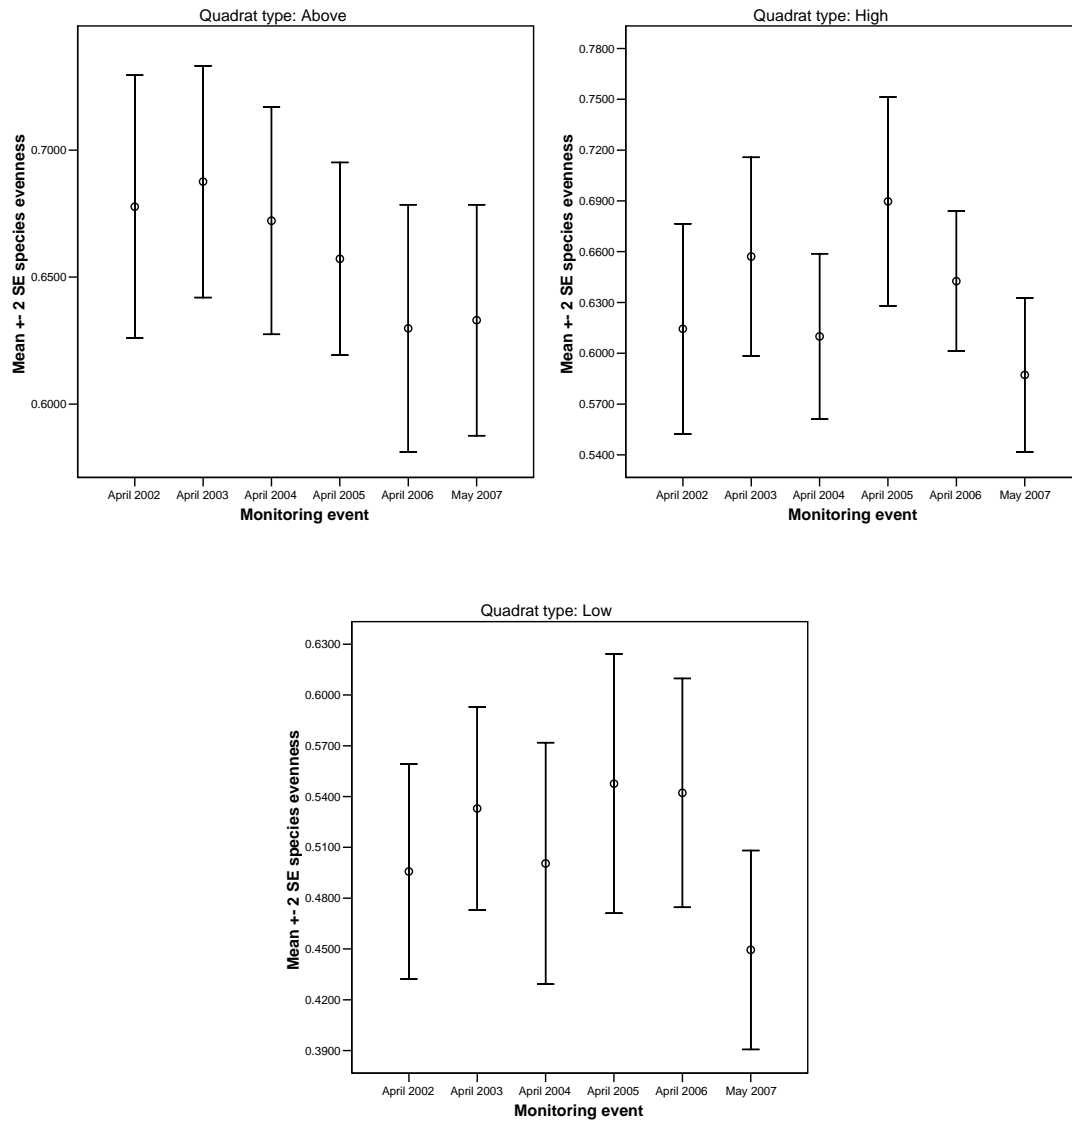 Quadrat type: Above
Mean +- 2 SE species evenness
0.7000
0.6500
0.6000
April 2002 April 2003 April 2004 April 2005 April 2006 May 2007
Monitoring event
Quadrat type: High
Mean +- 2 SE species evenness
0.7800
0.7500
0.7200
0.6900
0.6600
0.6300
0.6000
0.5700
0.5400
April 2002 April 2003 April 2004 April 2005 April 2006 May 2007
Monitoring event
Quadrat type: Low
Mean +- 2 SE species evenness
0.6300
0.6000
0.5700
0.5400
0.5100
0.4800
0.4500
0.4200
0.3900
April 2002 April 2003 April 2004 April 2005 April 2006 May 2007
Monitoring event